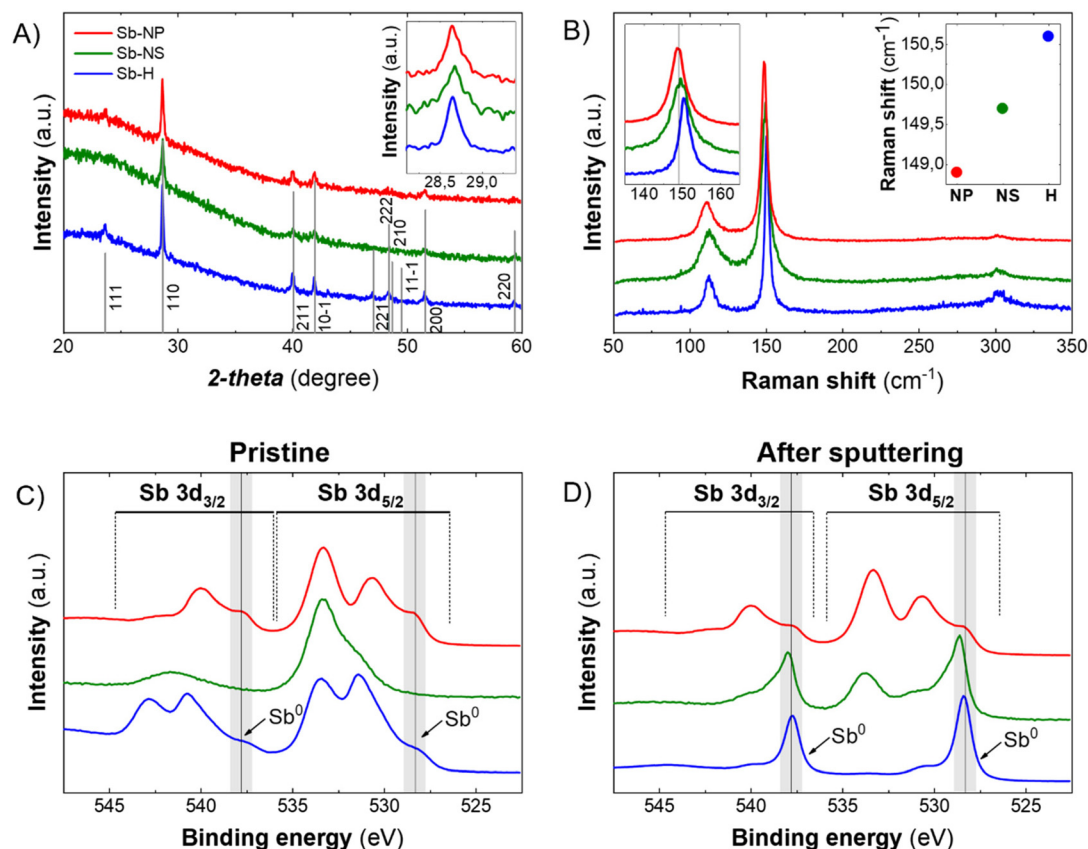 A)
Sb-NP
Sb-NS
Sb-H
Intensity (a.u.)
28,5 29,0
Intensity (a.u.)
111
110
211
10-1
221
222
210
11-1
200
220
20 30 40 50 60
2-theta (degree)
B)
140 150 160
Raman shift (cm⁻¹)
150,5
150,0
149,5
149,0
NP NS H
Intensity (a.u.)
50 100 150 200 250 300 350
Raman shift (cm⁻¹)
Pristine
C)
Sb 3d₃/₂ Sb 3d₅/₂
Sb⁰ Sb⁰
Intensity (a.u.)
545 540 535 530 525
Binding energy (eV)
After sputtering
D)
Sb 3d₃/₂ Sb 3d₅/₂
Sb⁰ Sb⁰
Intensity (a.u.)
545 540 535 530 525
Binding energy (eV)